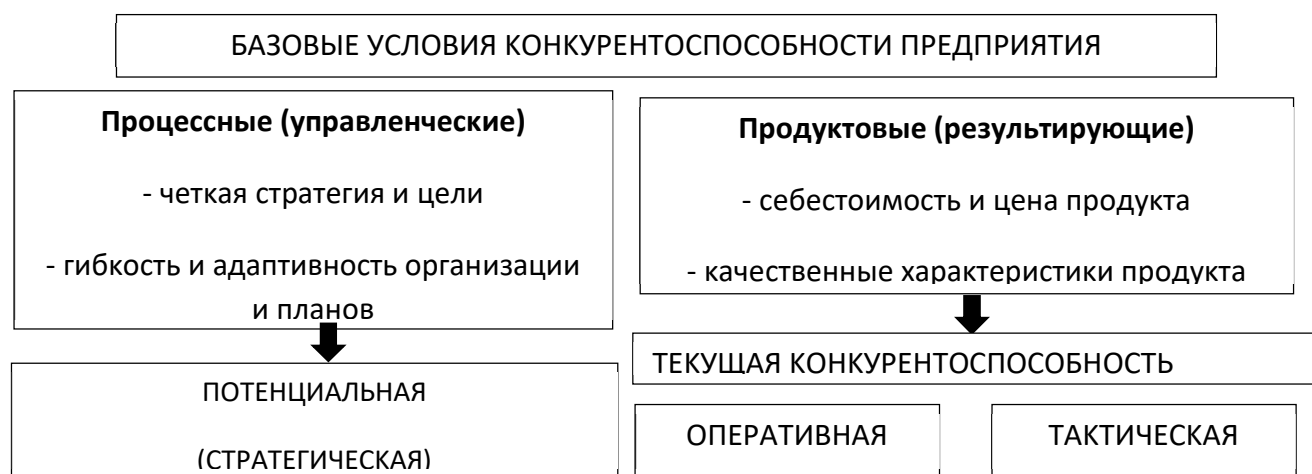 БАЗОВЫЕ УСЛОВИЯ КОНКУРЕНТОСПОСОБНОСТИ ПРЕДПРИЯТИЯ
Процессные (управленческие)
- четкая стратегия и цели
- гибкость и адаптивность организации
и планов
Продуктовые (результирующие)
- себестоимость и цена продукта
- качественные характеристики продукта
ПОТЕНЦИАЛЬНАЯ
(СТРАТЕГИЧЕСКАЯ)
ТЕКУЩАЯ КОНКУРЕНТОСПОСОБНОСТЬ
ОПЕРАТИВНАЯ
ТАКТИЧЕСКАЯ